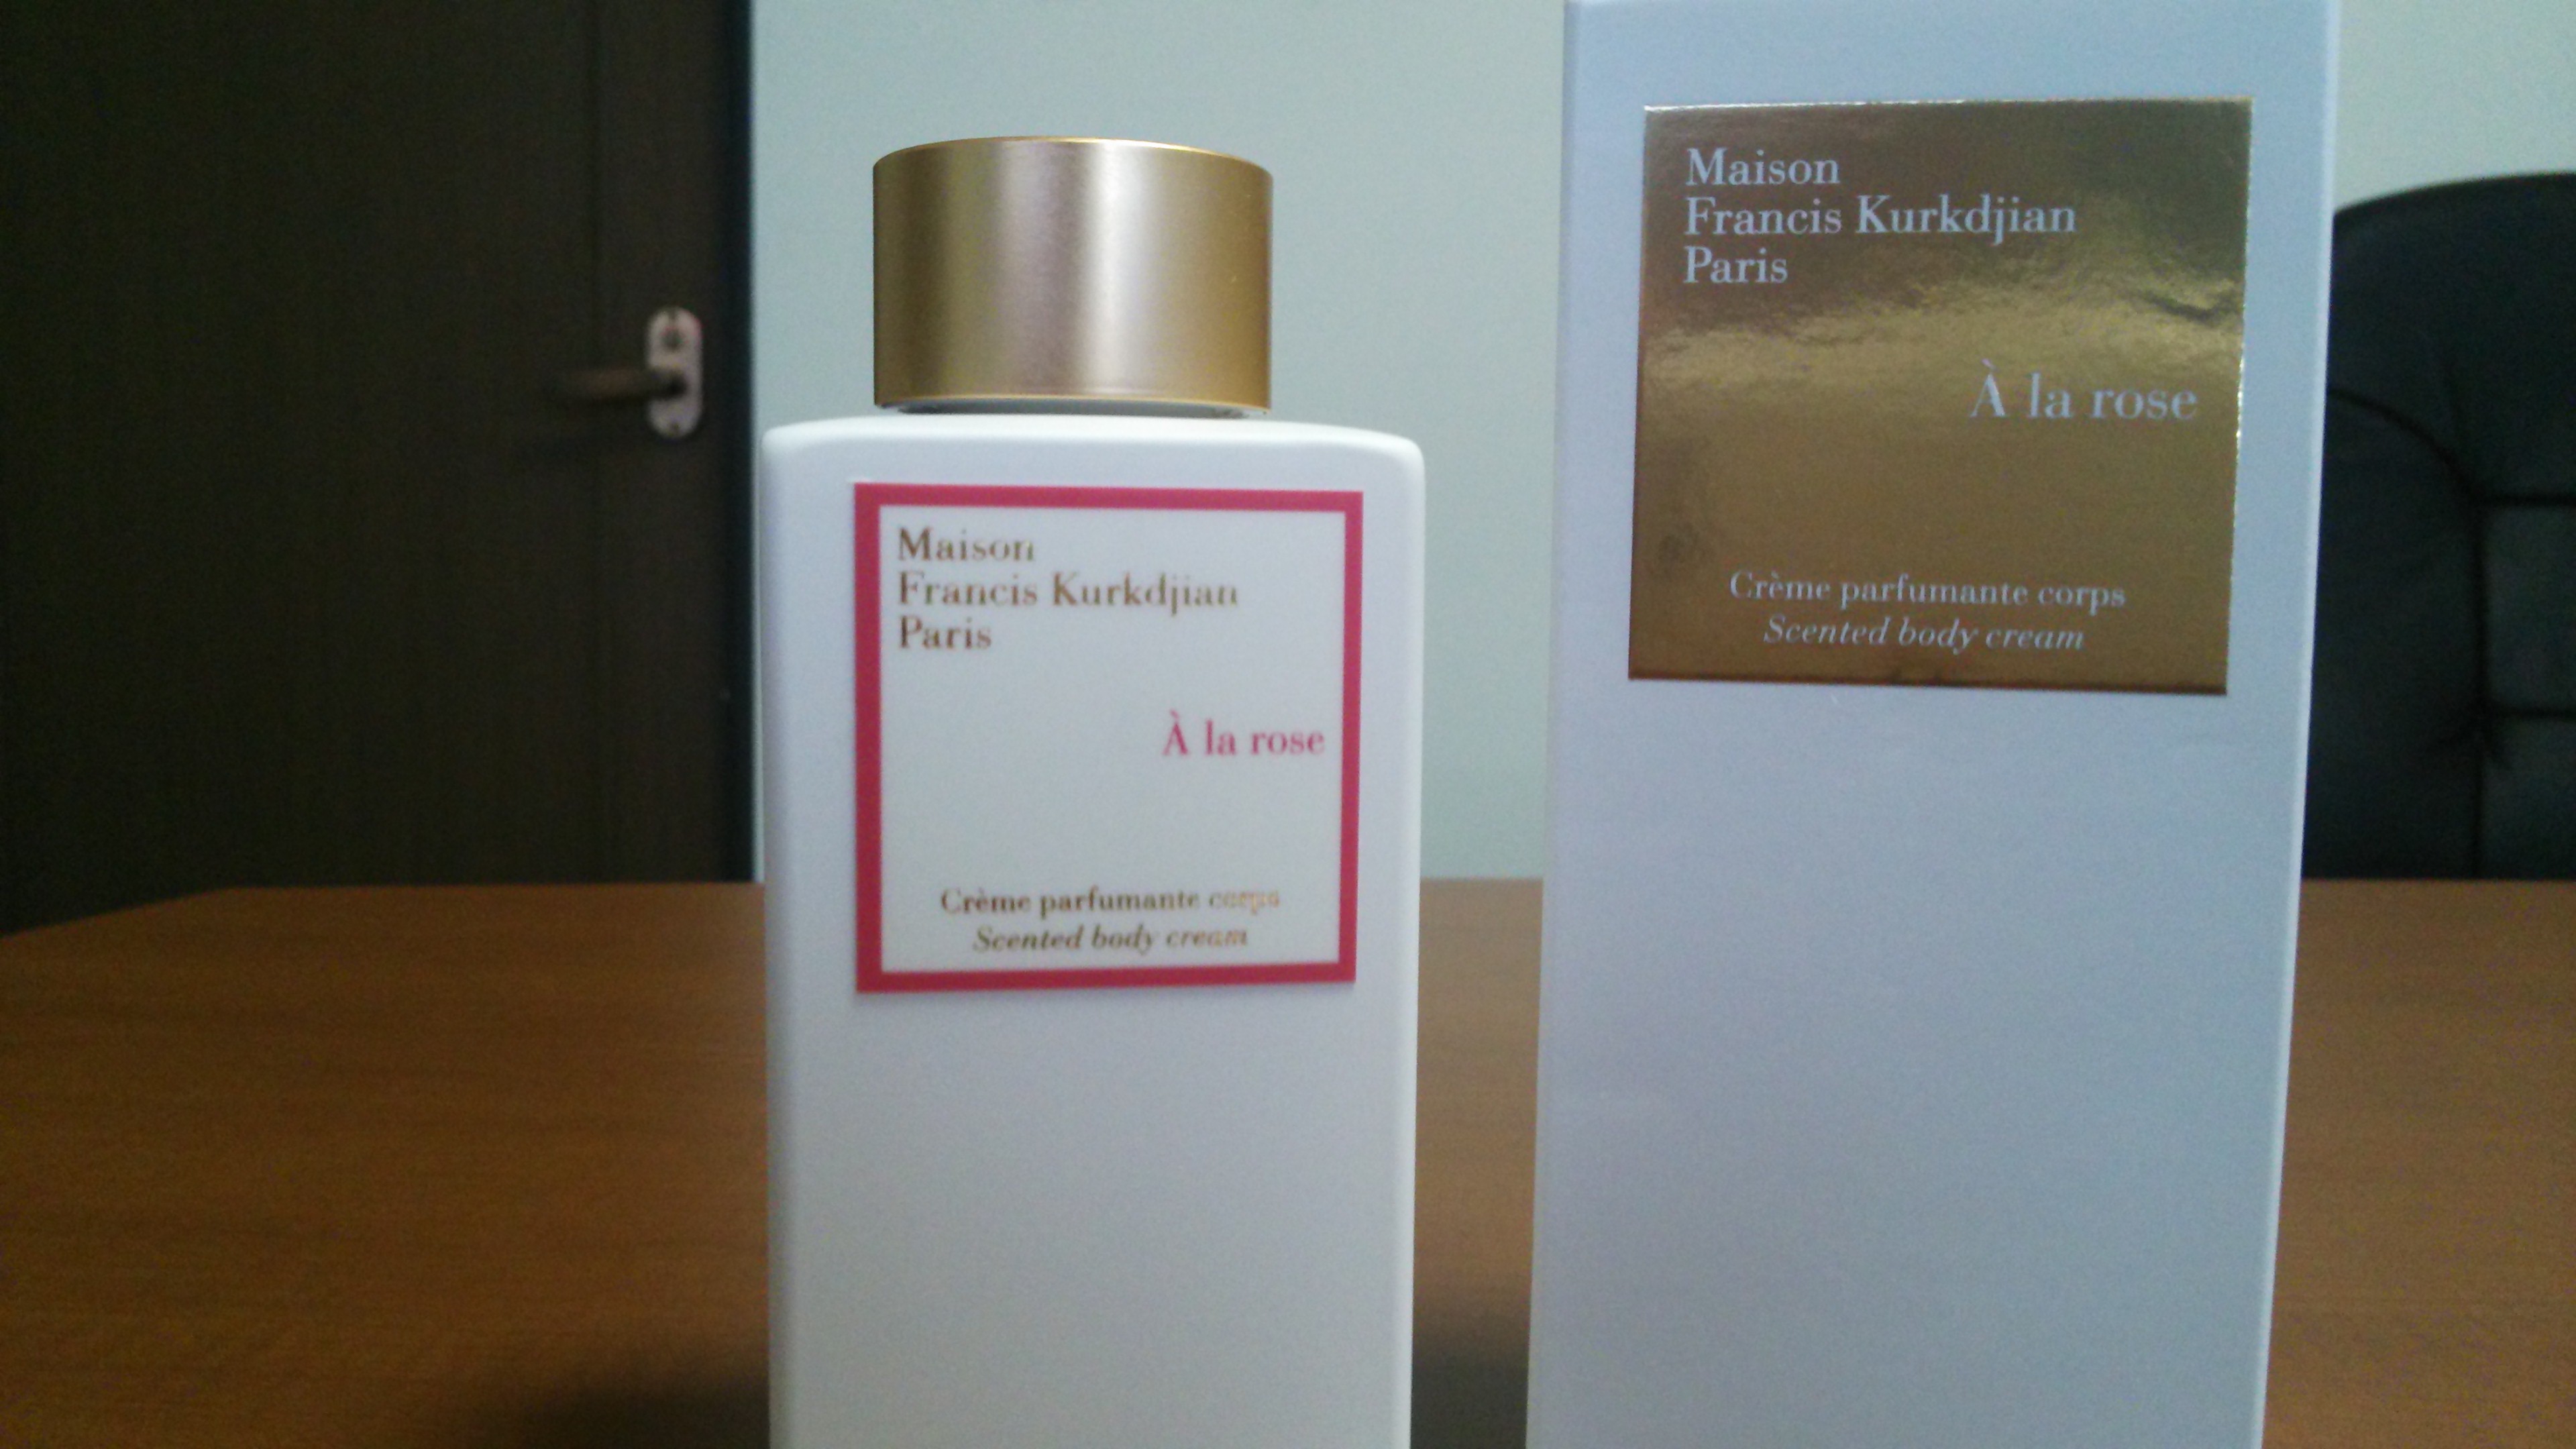 Maison
Francis Kurkdjian
Paris
À la rose
Crème parfumante corps
Scented body cream
Maison
Francis Kurkdjian
Paris
À la rose
Crème parfumante corps
Scented body cream